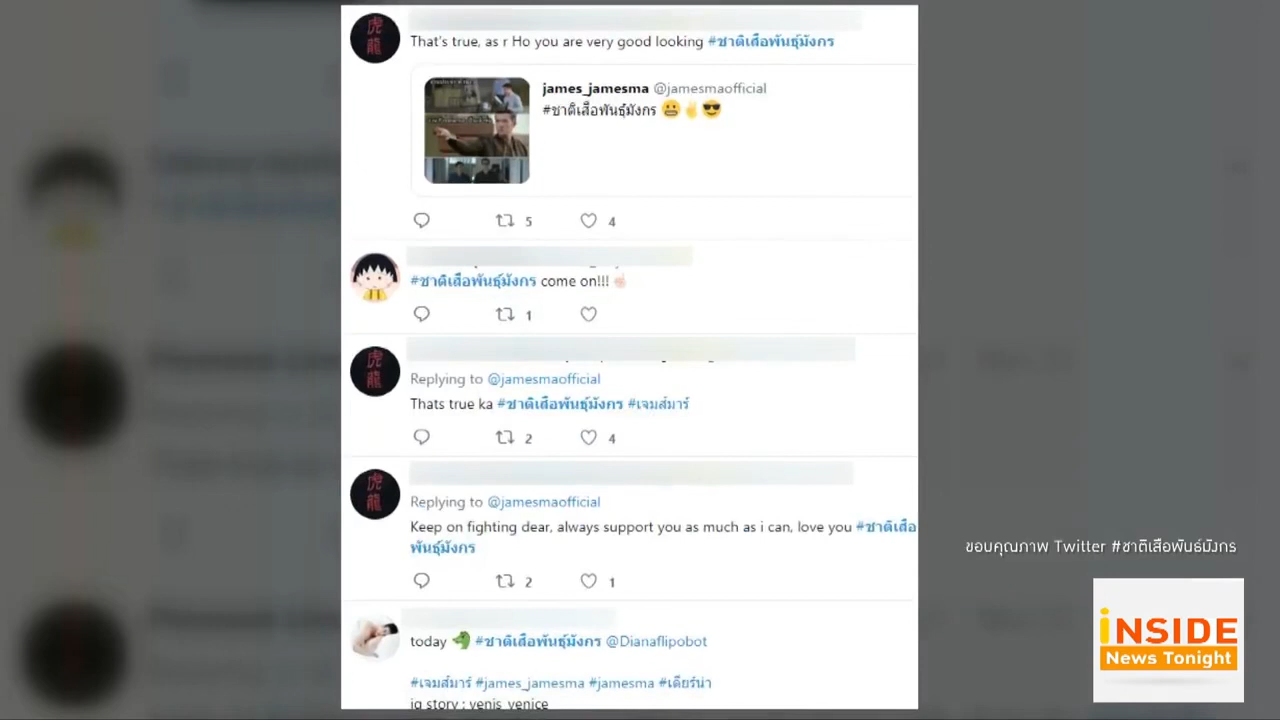 虎
龍
That's true, as r Ho you are very good looking #ชาติเสือพันธุ์มังกร
james_jamesma @jamesmaofficial
#ชาติเสือพันธุ์มังกร 😬✌😎
5 4
#ชาติเสือพันธุ์มังกร come on!!!☝
1
虎
龍
Replying to @jamesmaofficial
Thats true ka #ชาติเสือพันธุ์มังกร #เจมส์มาร์
2 4
虎
龍
Replying to @jamesmaofficial
Keep on fighting dear, always support you as much as i can, love you #ชาติเสือ
พันธุ์มังกร
2 1
today 🐲 #ชาติเสือพันธุ์มังกร @Dianaflipobot
#เจมส์มาร์ #james_jamesma #jamesma #เดียร์น่า
ig story : venis_venice
ขอบคุณภาพ Twitter #ชาติเสือพันธ์มังกร
iNSIDE
News Tonight